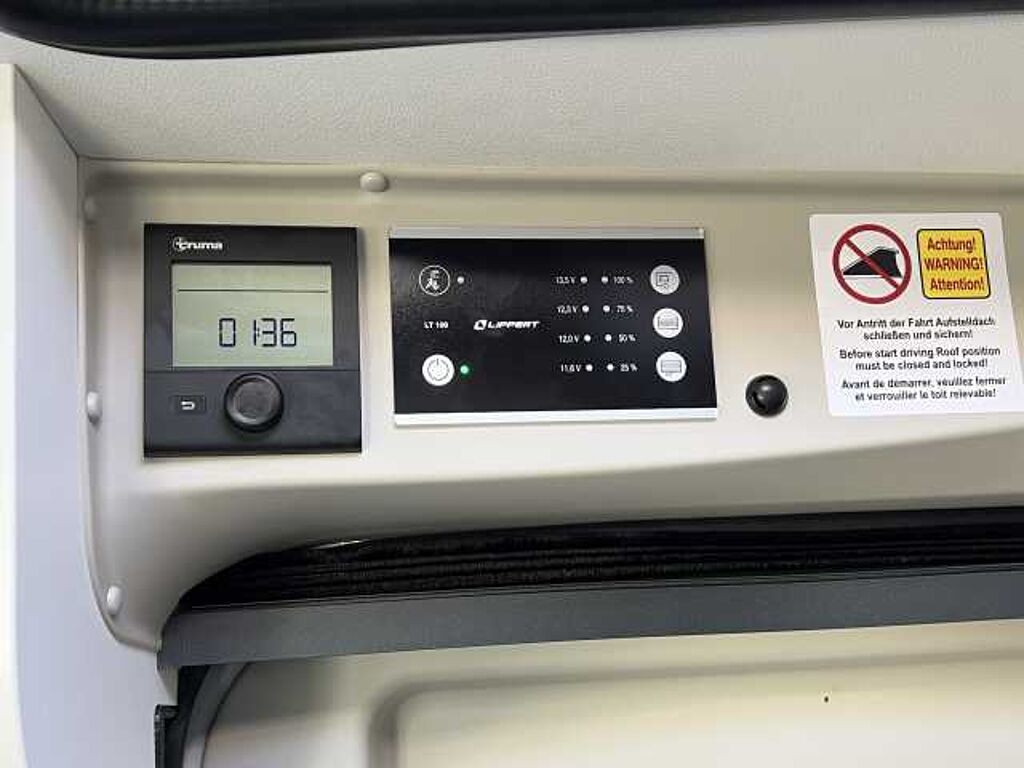 truma
0136
LT 100
LIPPERT
13,5 V 100 %
12,5 V 75 %
12,0 V 50 %
11,6 V 25 %
Achtung!
WARNING!
Attention!
Vor Antritt der Fahrt Aufstelldach
schließen und sichern!
Before start driving Roof position
must be closed and locked!
Avant de démarrer, veuillez fermer
et verrouiller le toit relevable!